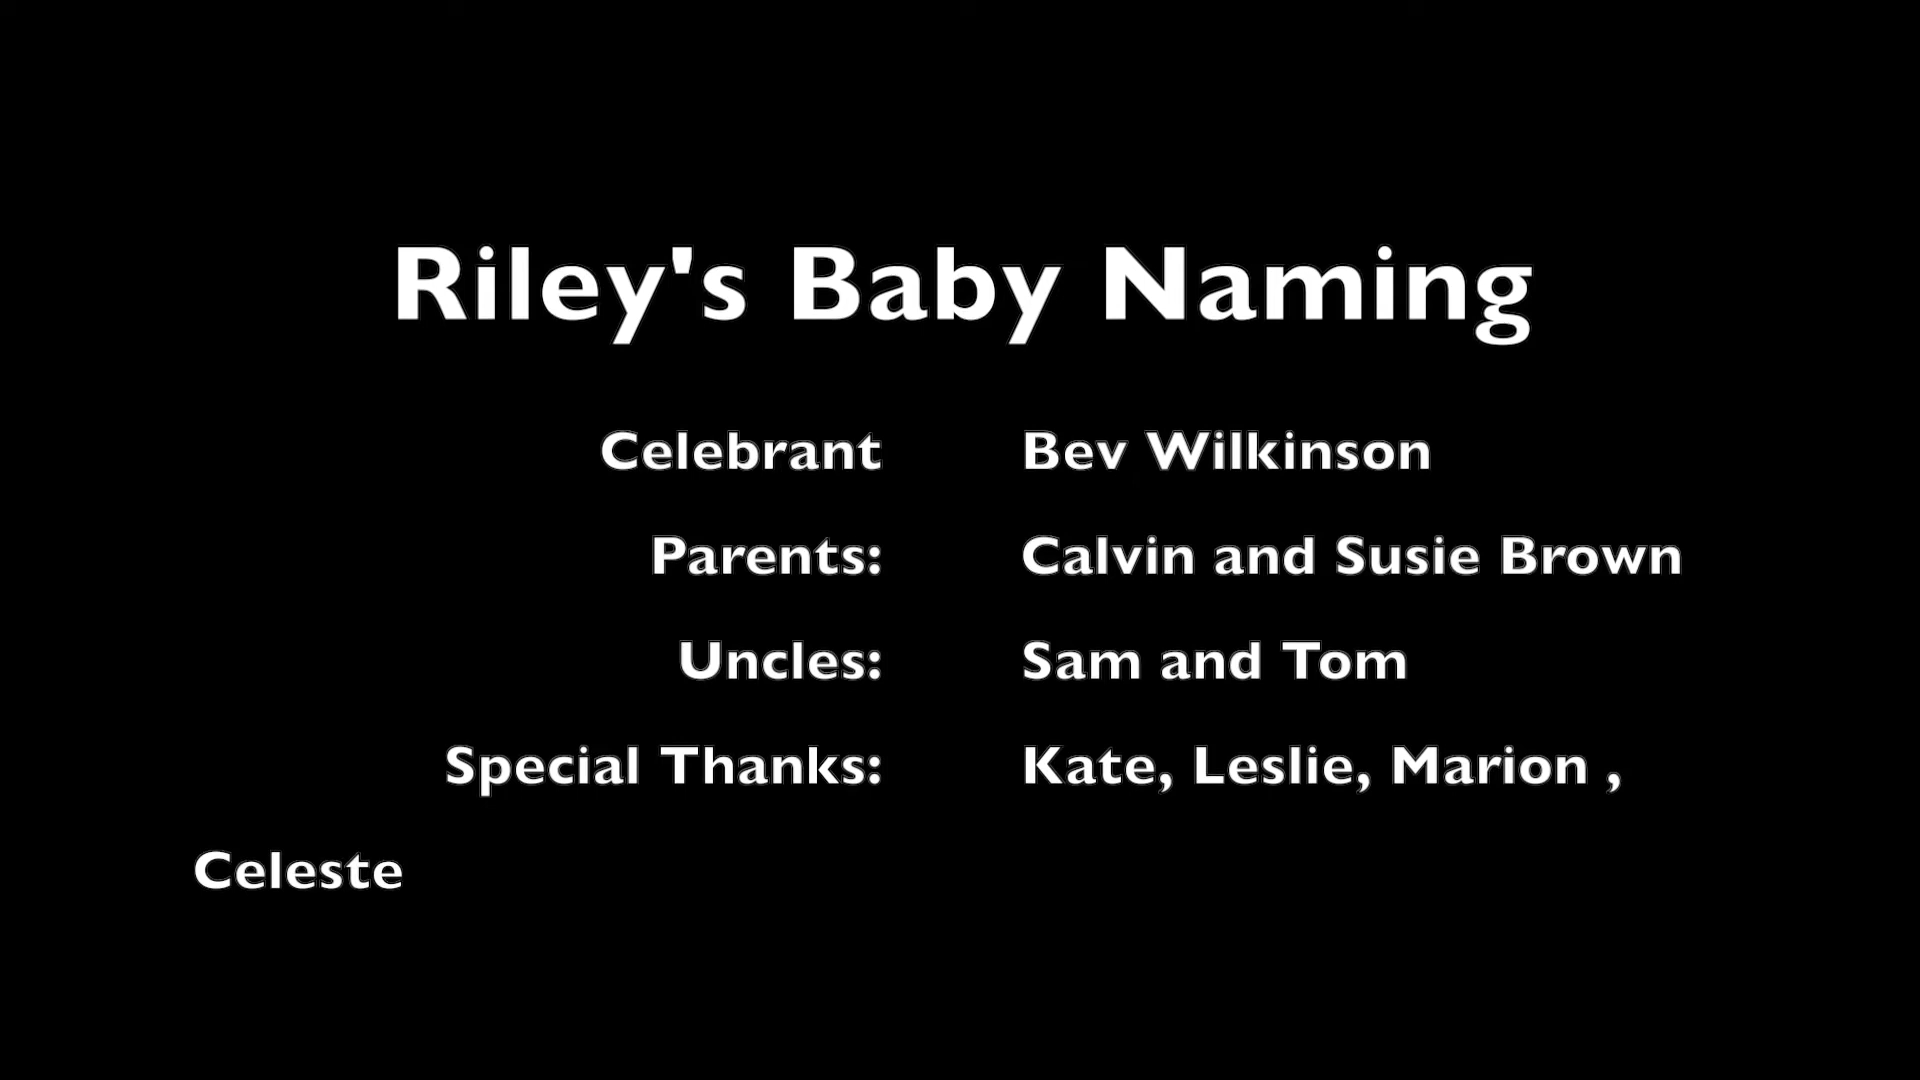 Riley's Baby Naming
Celebrant Bev Wilkinson
Parents: Calvin and Susie Brown
Uncles: Sam and Tom
Special Thanks: Kate, Leslie, Marion ,
Celeste